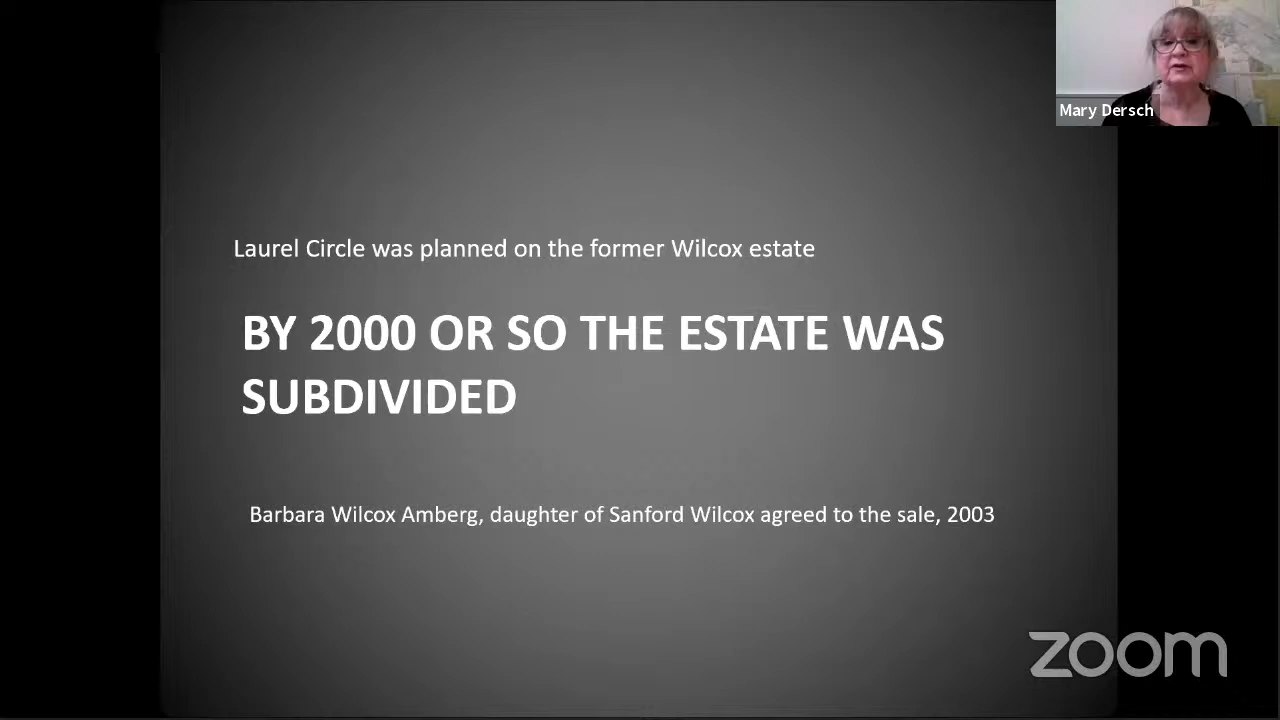 Mary Dersch
Laurel Circle was planned on the former Wilcox estate
BY 2000 OR SO THE ESTATE WAS
SUBDIVIDED
Barbara Wilcox Amberg, daughter of Sanford Wilcox agreed to the sale, 2003
zoom